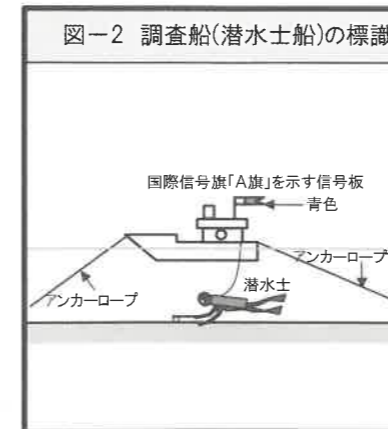 図ー2 調査船(潜水士船)の標識
国際信号旗「A旗」を示す信号板
青色
アンカーロープ
潜水士
アンカーロープ